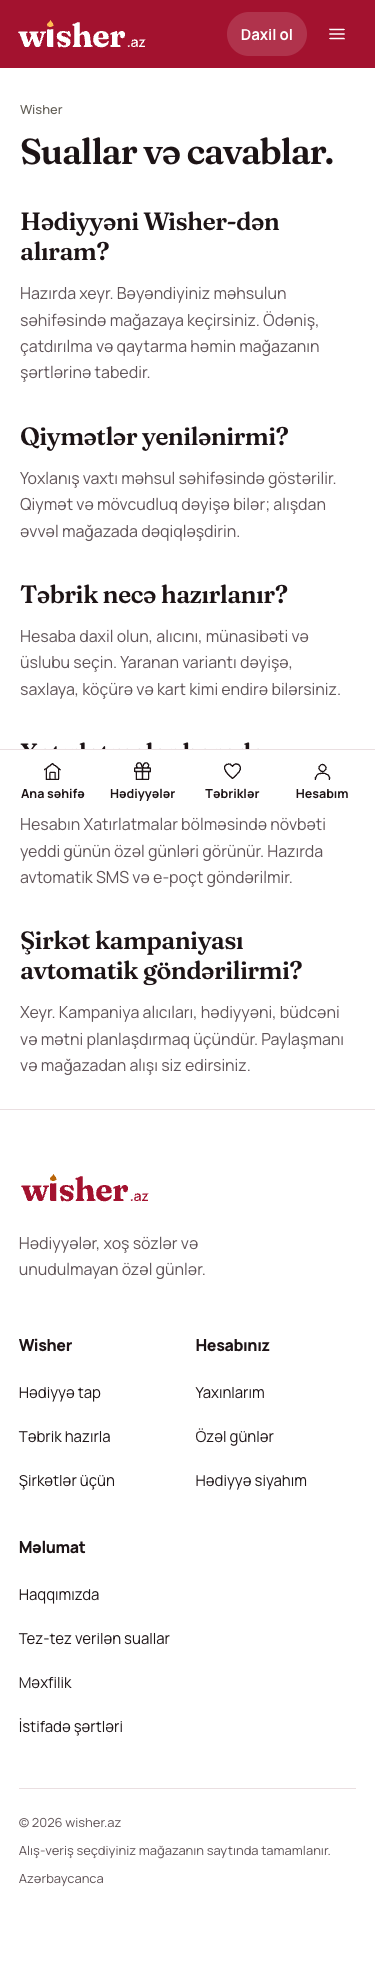 wisher.az
Daxil ol
Wisher
Suallar və cavablar.
Hədiyyəni Wisher-dən
alıram?
Hazırda xeyr. Bəyəndiyiniz məhsulun
səhifəsində mağazaya keçirsiniz. Ödəniş,
çatdırılma və qaytarma həmin mağazanın
şərtlərinə tabedir.
Qiymətlər yenilənirmi?
Yoxlanış vaxtı məhsul səhifəsində göstərilir.
Qiymət və mövcudluq dəyişə bilər; alışdan
əvvəl mağazada dəqiqləşdirin.
Təbrik necə hazırlanır?
Hesaba daxil olun, alıcını, münasibəti və
üslubu seçin. Yaranan variantı dəyişə,
saxlaya, köçürə və kart kimi endirə bilərsiniz.
Ana səhifə
Hədiyyələr
Təbriklər
Hesabım
Hesabın Xatırlatmalar bölməsində növbəti
yeddi günün özəl günləri görünür. Hazırda
avtomatik SMS və e-poçt göndərilmir.
Şirkət kampaniyası
avtomatik göndərilirmi?
Xeyr. Kampaniya alıcıları, hədiyyəni, büdcəni
və mətni planlaşdırmaq üçündür. Paylaşmanı
və mağazadan alışı siz edirsiniz.
wisher.az
Hədiyyələr, xoş sözlər və
unudulmayan özəl günlər.
Wisher
Hədiyyə tap
Təbrik hazırla
Şirkətlər üçün
Hesabınız
Yaxınlarım
Özəl günlər
Hədiyyə siyahım
Məlumat
Haqqımızda
Tez-tez verilən suallar
Məxfilik
İstifadə şərtləri
© 2026 wisher.az
Alış-veriş seçdiyiniz mağazanın saytında tamamlanır.
Azərbaycanca